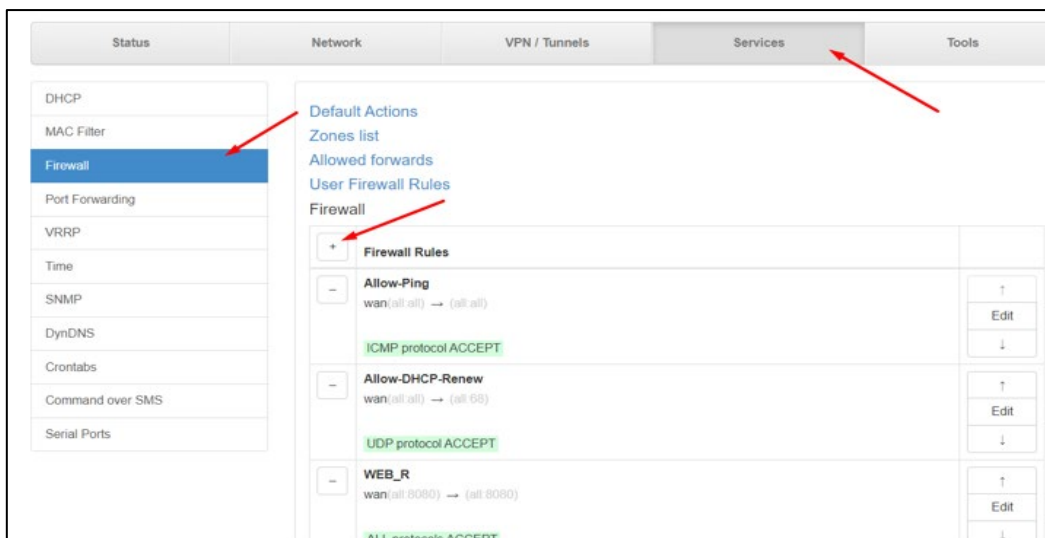 Status Network VPN / Tunnels Services Tools
DHCP
MAC Filter
Firewall
Port Forwarding
VRRP
Time
SNMP
DynDNS
Crontabs
Command over SMS
Serial Ports
Default Actions
Zones list
Allowed forwards
User Firewall Rules
Firewall
+ Firewall Rules
− Allow-Ping ↑
wan(all:all) → (all:all) Edit
ICMP protocol ACCEPT ↓
− Allow-DHCP-Renew ↑
wan(all:all) → (all:68) Edit
UDP protocol ACCEPT ↓
− WEB_R ↑
wan(all:8080) → (all:8080) Edit
ALL protocols ACCEPT ↓